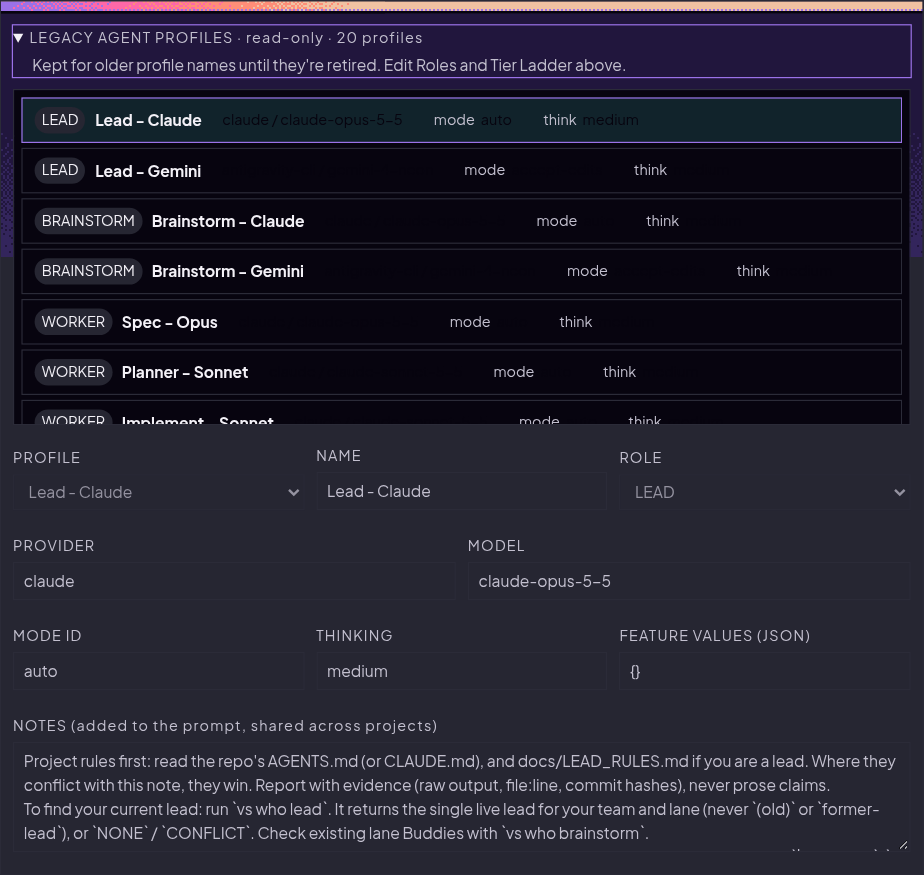 ▼ LEGACY AGENT PROFILES · read-only · 20 profiles
Kept for older profile names until they're retired. Edit Roles and Tier Ladder above.
LEAD Lead - Claude claude / claude-opus-5-5 mode auto think medium
LEAD Lead - Gemini mode think
BRAINSTORM Brainstorm - Claude mode think
BRAINSTORM Brainstorm - Gemini mode think
WORKER Spec - Opus mode think
WORKER Planner - Sonnet mode think
WORKER Implement - Sonnet mode think
PROFILE NAME ROLE
Lead - Claude Lead - Claude LEAD
PROVIDER MODEL
claude claude-opus-5-5
MODE ID THINKING FEATURE VALUES (JSON)
auto medium {}
NOTES (added to the prompt, shared across projects)
Project rules first: read the repo's AGENTS.md (or CLAUDE.md), and docs/LEAD_RULES.md if you are a lead. Where they
conflict with this note, they win. Report with evidence (raw output, file:line, commit hashes), never prose claims.
To find your current lead: run `vs who lead`. It returns the single live lead for your team and lane (never `(old)` or `former-
lead`), or `NONE` / `CONFLICT`. Check existing lane Buddies with `vs who brainstorm`.